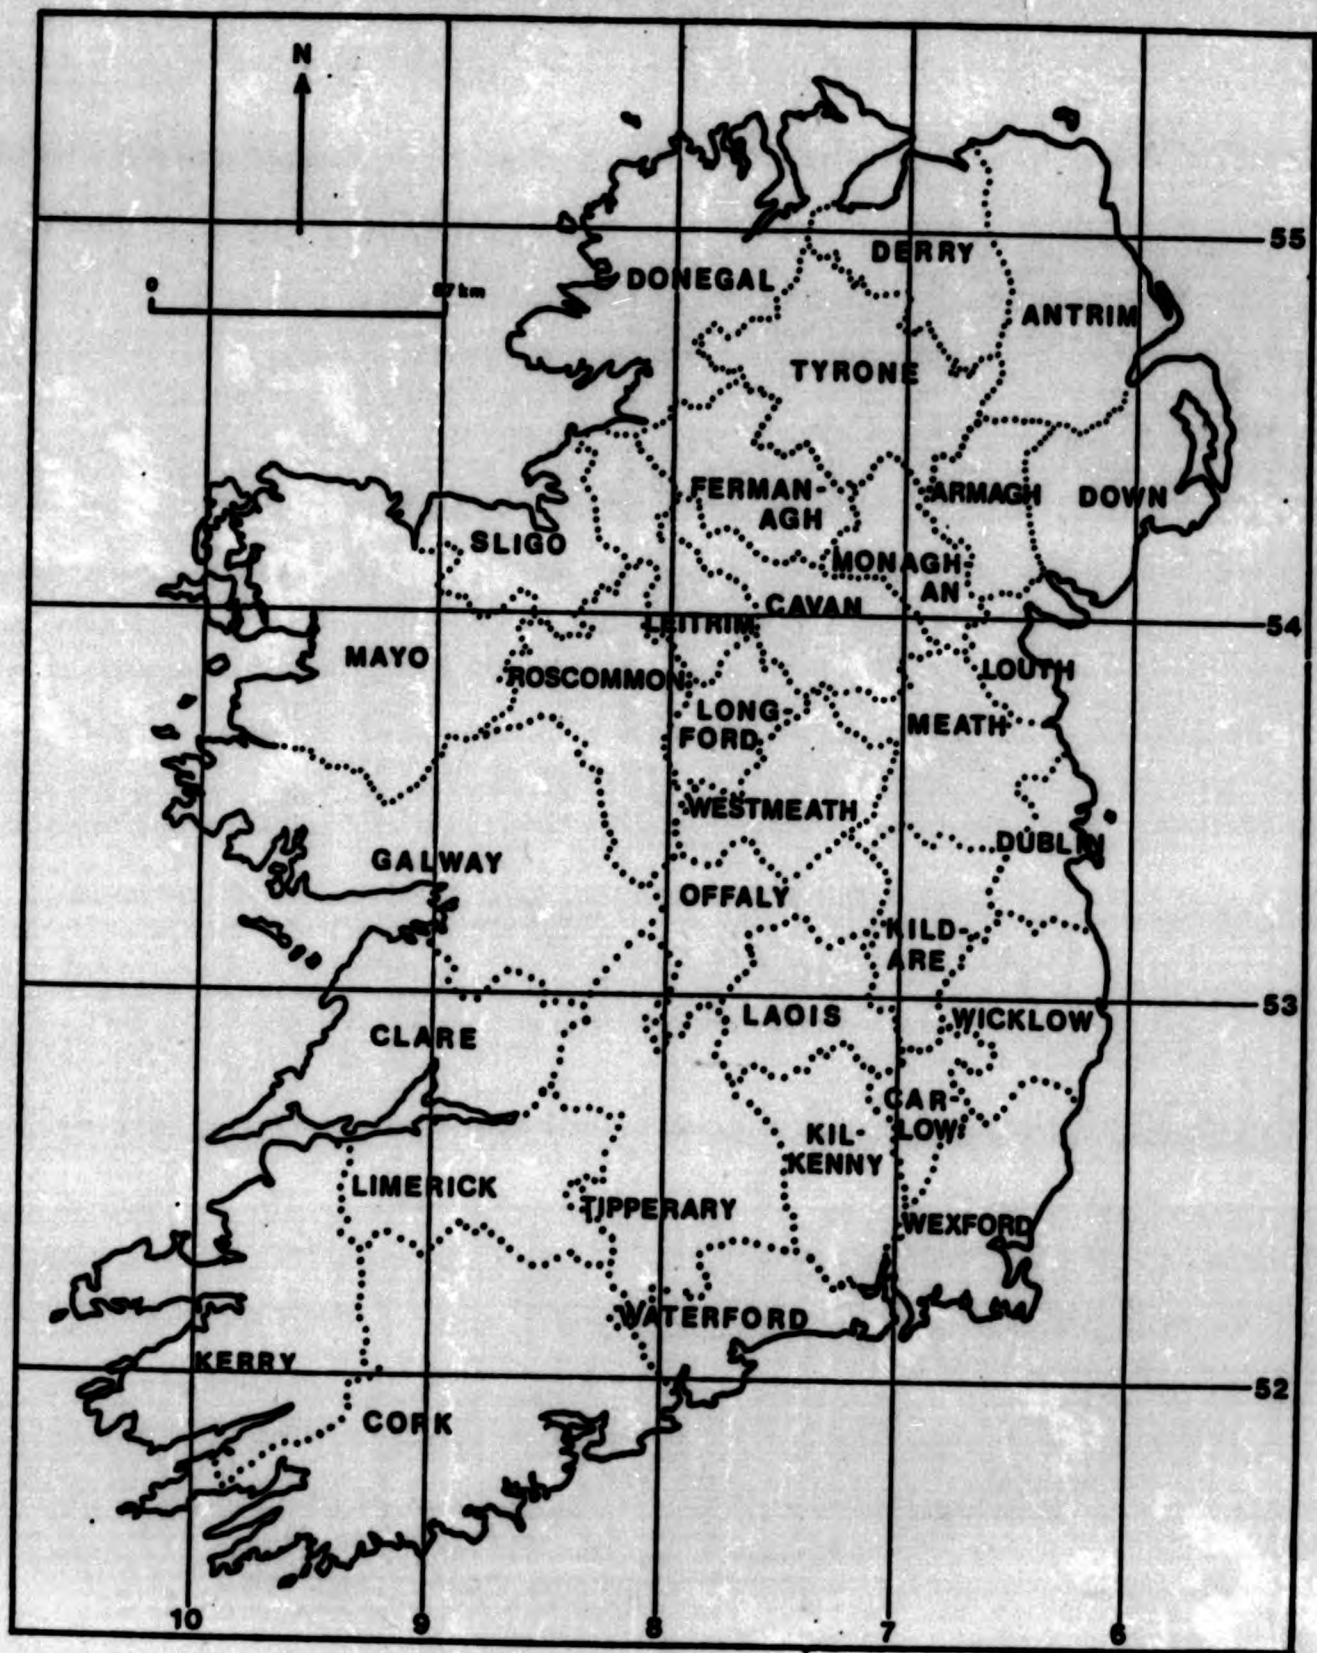 N
55
DERRY
DONEGAL
0
87 km
ANTRIM
TYRONE
FERMAN-
AGH
ARMAGH
DOWN
SLIGO
MONAGH-
AN
CAVAN
LEITRIM
54
MAYO
ROSCOMMON
LOUTH
LONG-
FORD
MEATH
WESTMEATH
DUBLIN
GALWAY
OFFALY
KILD-
ARE
53
LAOIS
WICKLOW
CLARE
CAR-
LOW
KIL-
KENNY
LIMERICK
TIPPERARY
WEXFORD
WATERFORD
KERRY
52
CORK
10
9
8
7
6